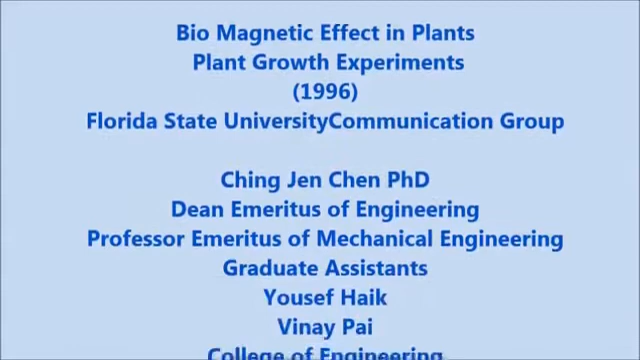 Bio Magnetic Effect in Plants
Plant Growth Experiments
(1996)
Florida State UniversityCommunication Group
Ching Jen Chen PhD
Dean Emeritus of Engineering
Professor Emeritus of Mechanical Engineering
Graduate Assistants
Yousef Haik
Vinay Pai
College of Engineering